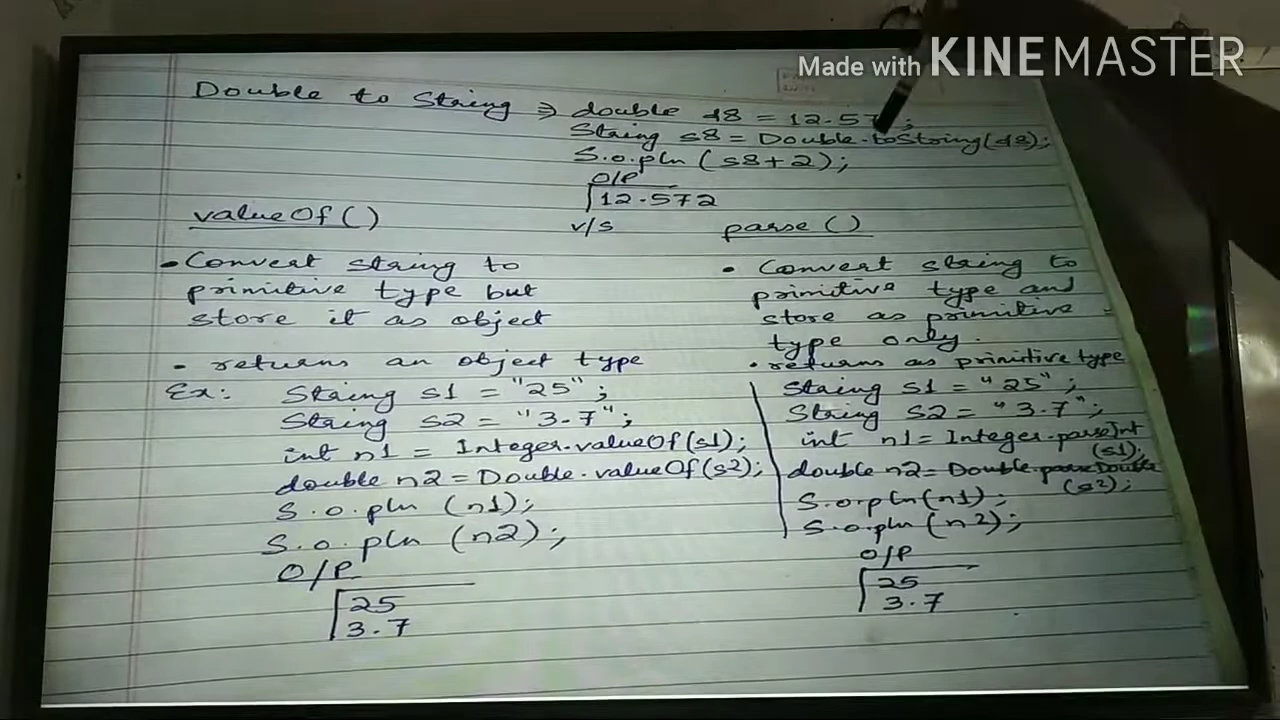 Made with KINEMASTER
Double to String ⇒ double d8 = 12.57;
String s8 = Double.toString(d8);
S.o.pln (s8+2);
O/P
12.572
valueOf() v/s parse()
• Convert string to
primitive type but
store it as object
• returns an object type
Ex: String s1 = "25";
String s2 = "3.7";
int n1 = Integer.valueOf(s1);
double n2 = Double.valueOf(s2);
S.o.pln (n1);
S.o.pln (n2);
O/P
25
3.7
• Convert string to
primitive type and
store as primitive
type only.
• returns as primitive type
String s1 = "25";
String s2 = "3.7";
int n1 = Integer.parseInt
(s1);
double n2 = Double.parseDouble
(s2);
S.o.pln(n1);
S.o.pln(n2);
O/P
25
3.7